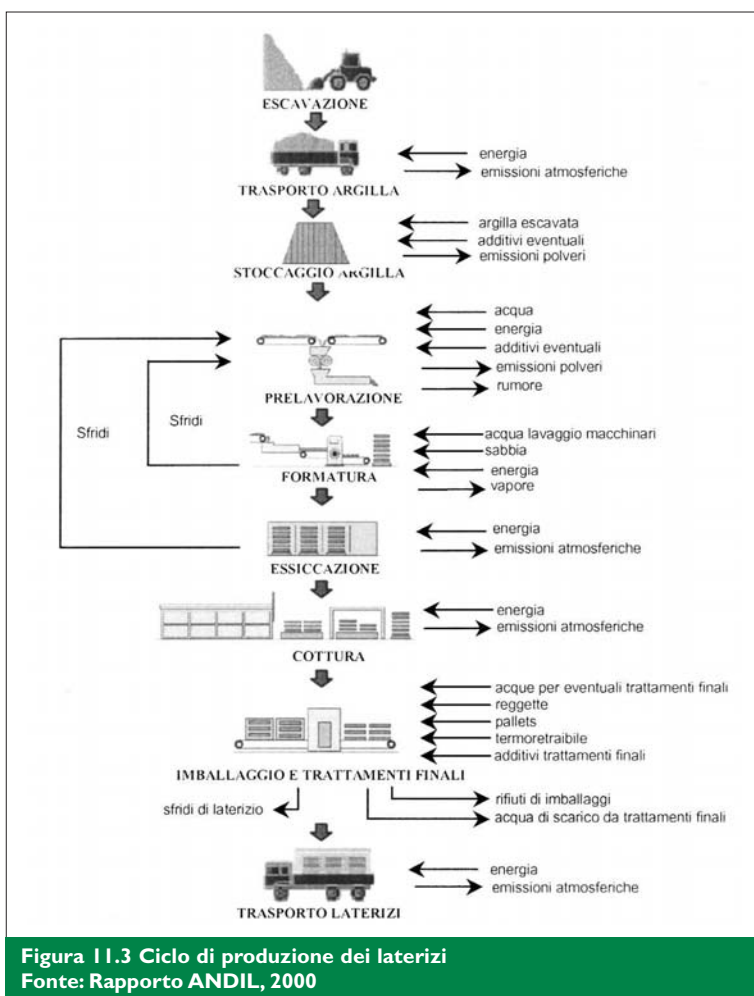 ESCAVAZIONE
energia
emissioni atmosferiche
TRASPORTO ARGILLA
argilla escavata
additivi eventuali
emissioni polveri
STOCCAGGIO ARGILLA
acqua
energia
additivi eventuali
emissioni polveri
rumore
PRELAVORAZIONE
Sfridi
Sfridi
acqua lavaggio macchinari
sabbia
energia
vapore
FORMATURA
energia
emissioni atmosferiche
ESSICCAZIONE
energia
emissioni atmosferiche
COTTURA
acque per eventuali trattamenti finali
reggette
pallets
termoretraibile
additivi trattamenti finali
IMBALLAGGIO E TRATTAMENTI FINALI
sfridi di laterizio
rifiuti di imballaggi
acqua di scarico da trattamenti finali
energia
emissioni atmosferiche
TRASPORTO LATERIZI
Figura 11.3 Ciclo di produzione dei laterizi
Fonte: Rapporto ANDIL, 2000